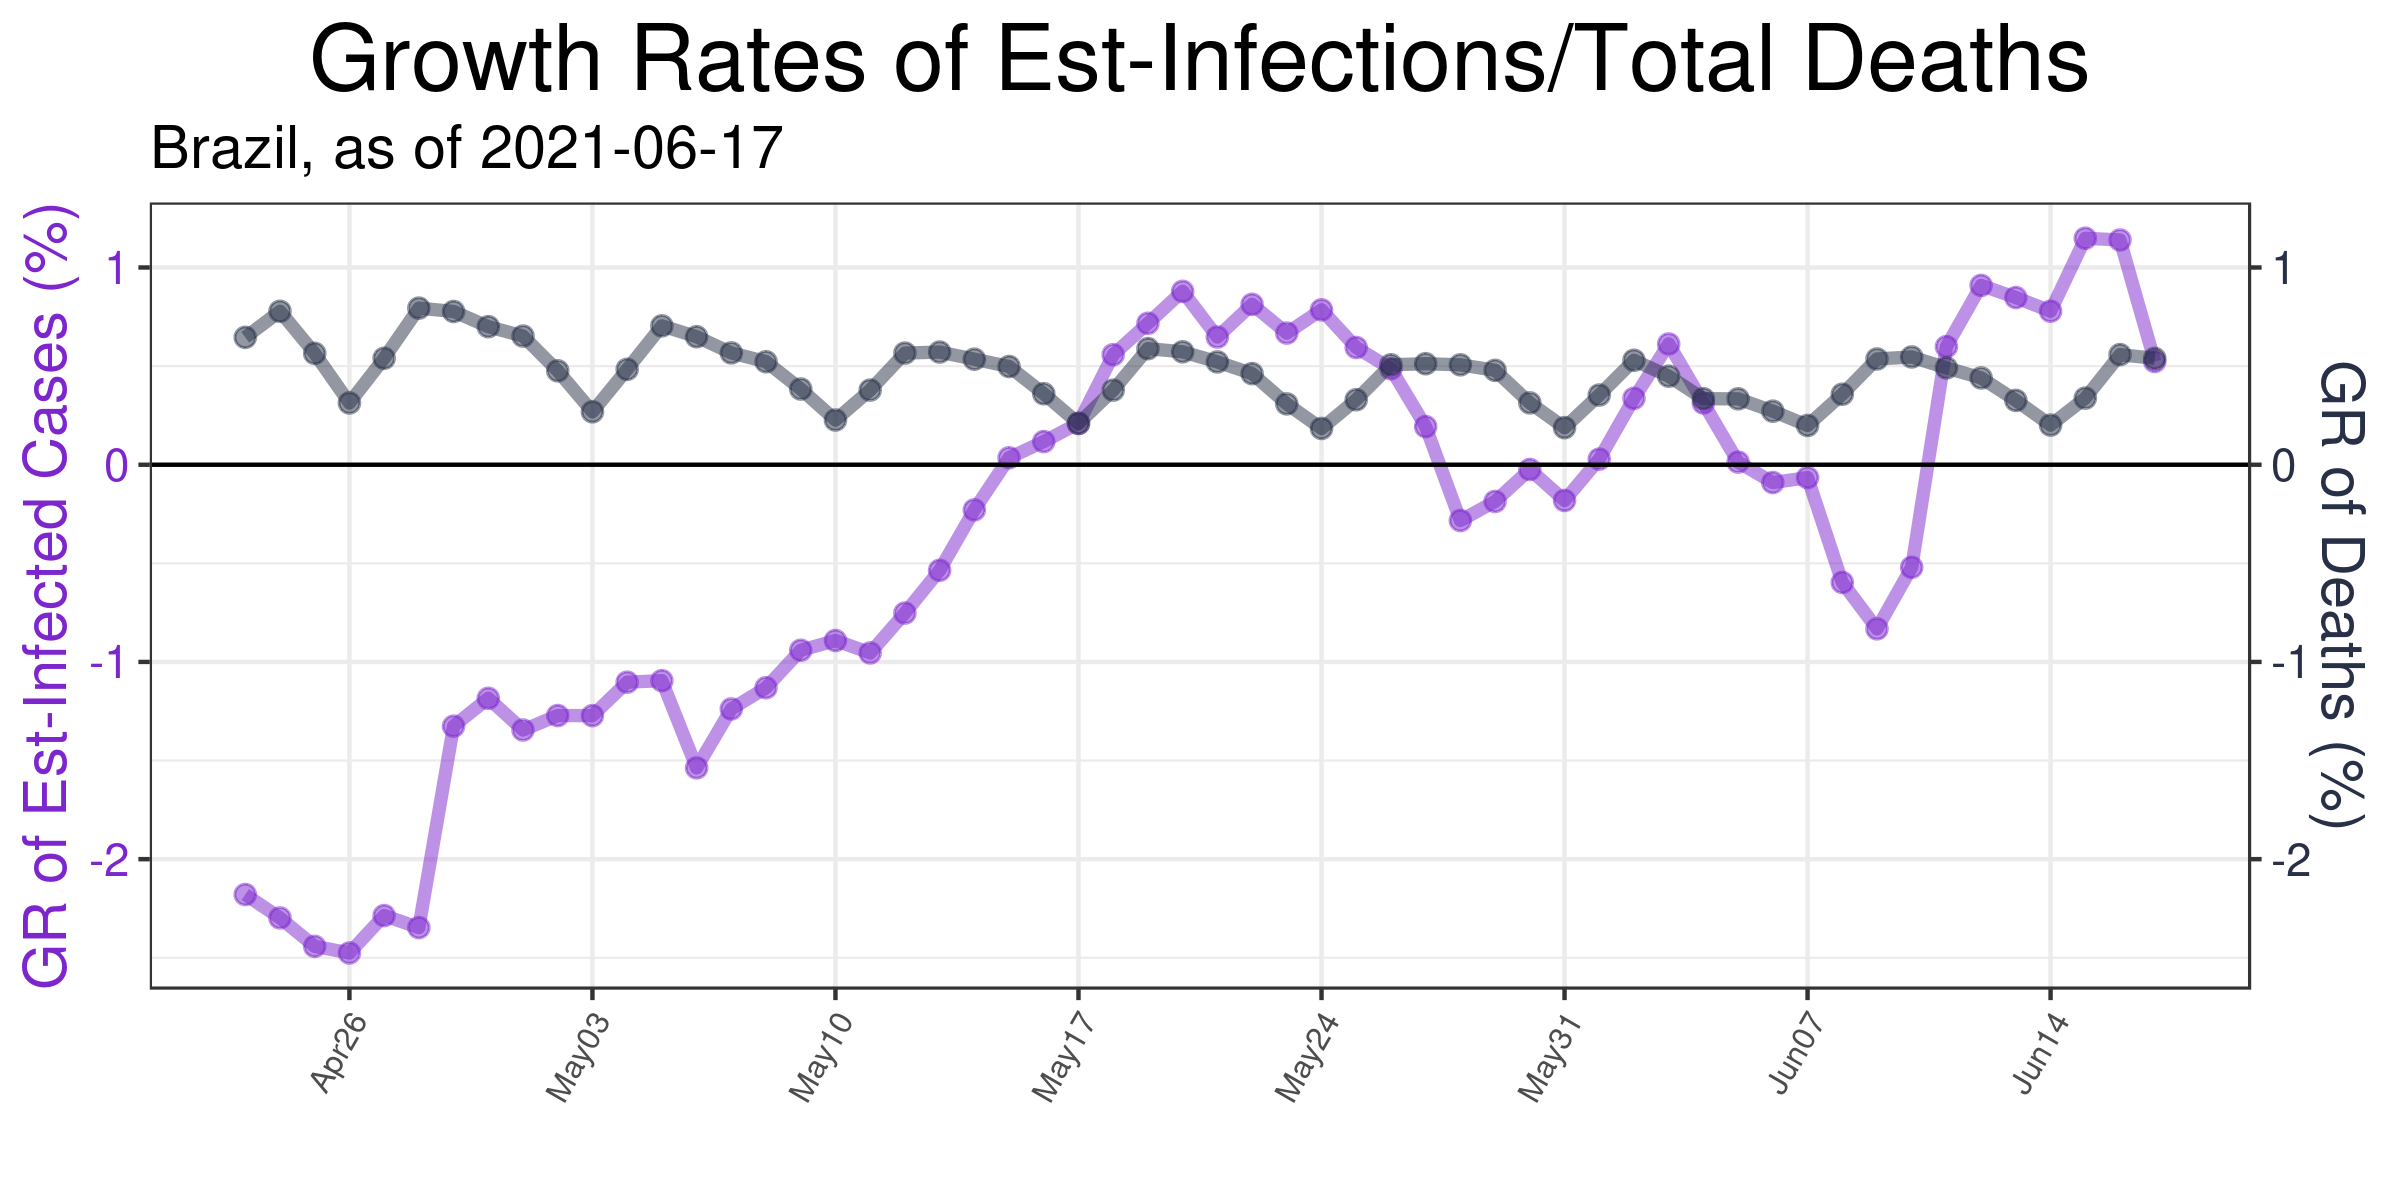 Growth Rates of Est-Infections/Total Deaths
Brazil, as of 2021-06-17
GR of Est-Infected Cases (%)
1
0
-1
-2
1
0
-1
-2
GR of Deaths (%)
Apr26
May03
May10
May17
May24
May31
Jun07
Jun14